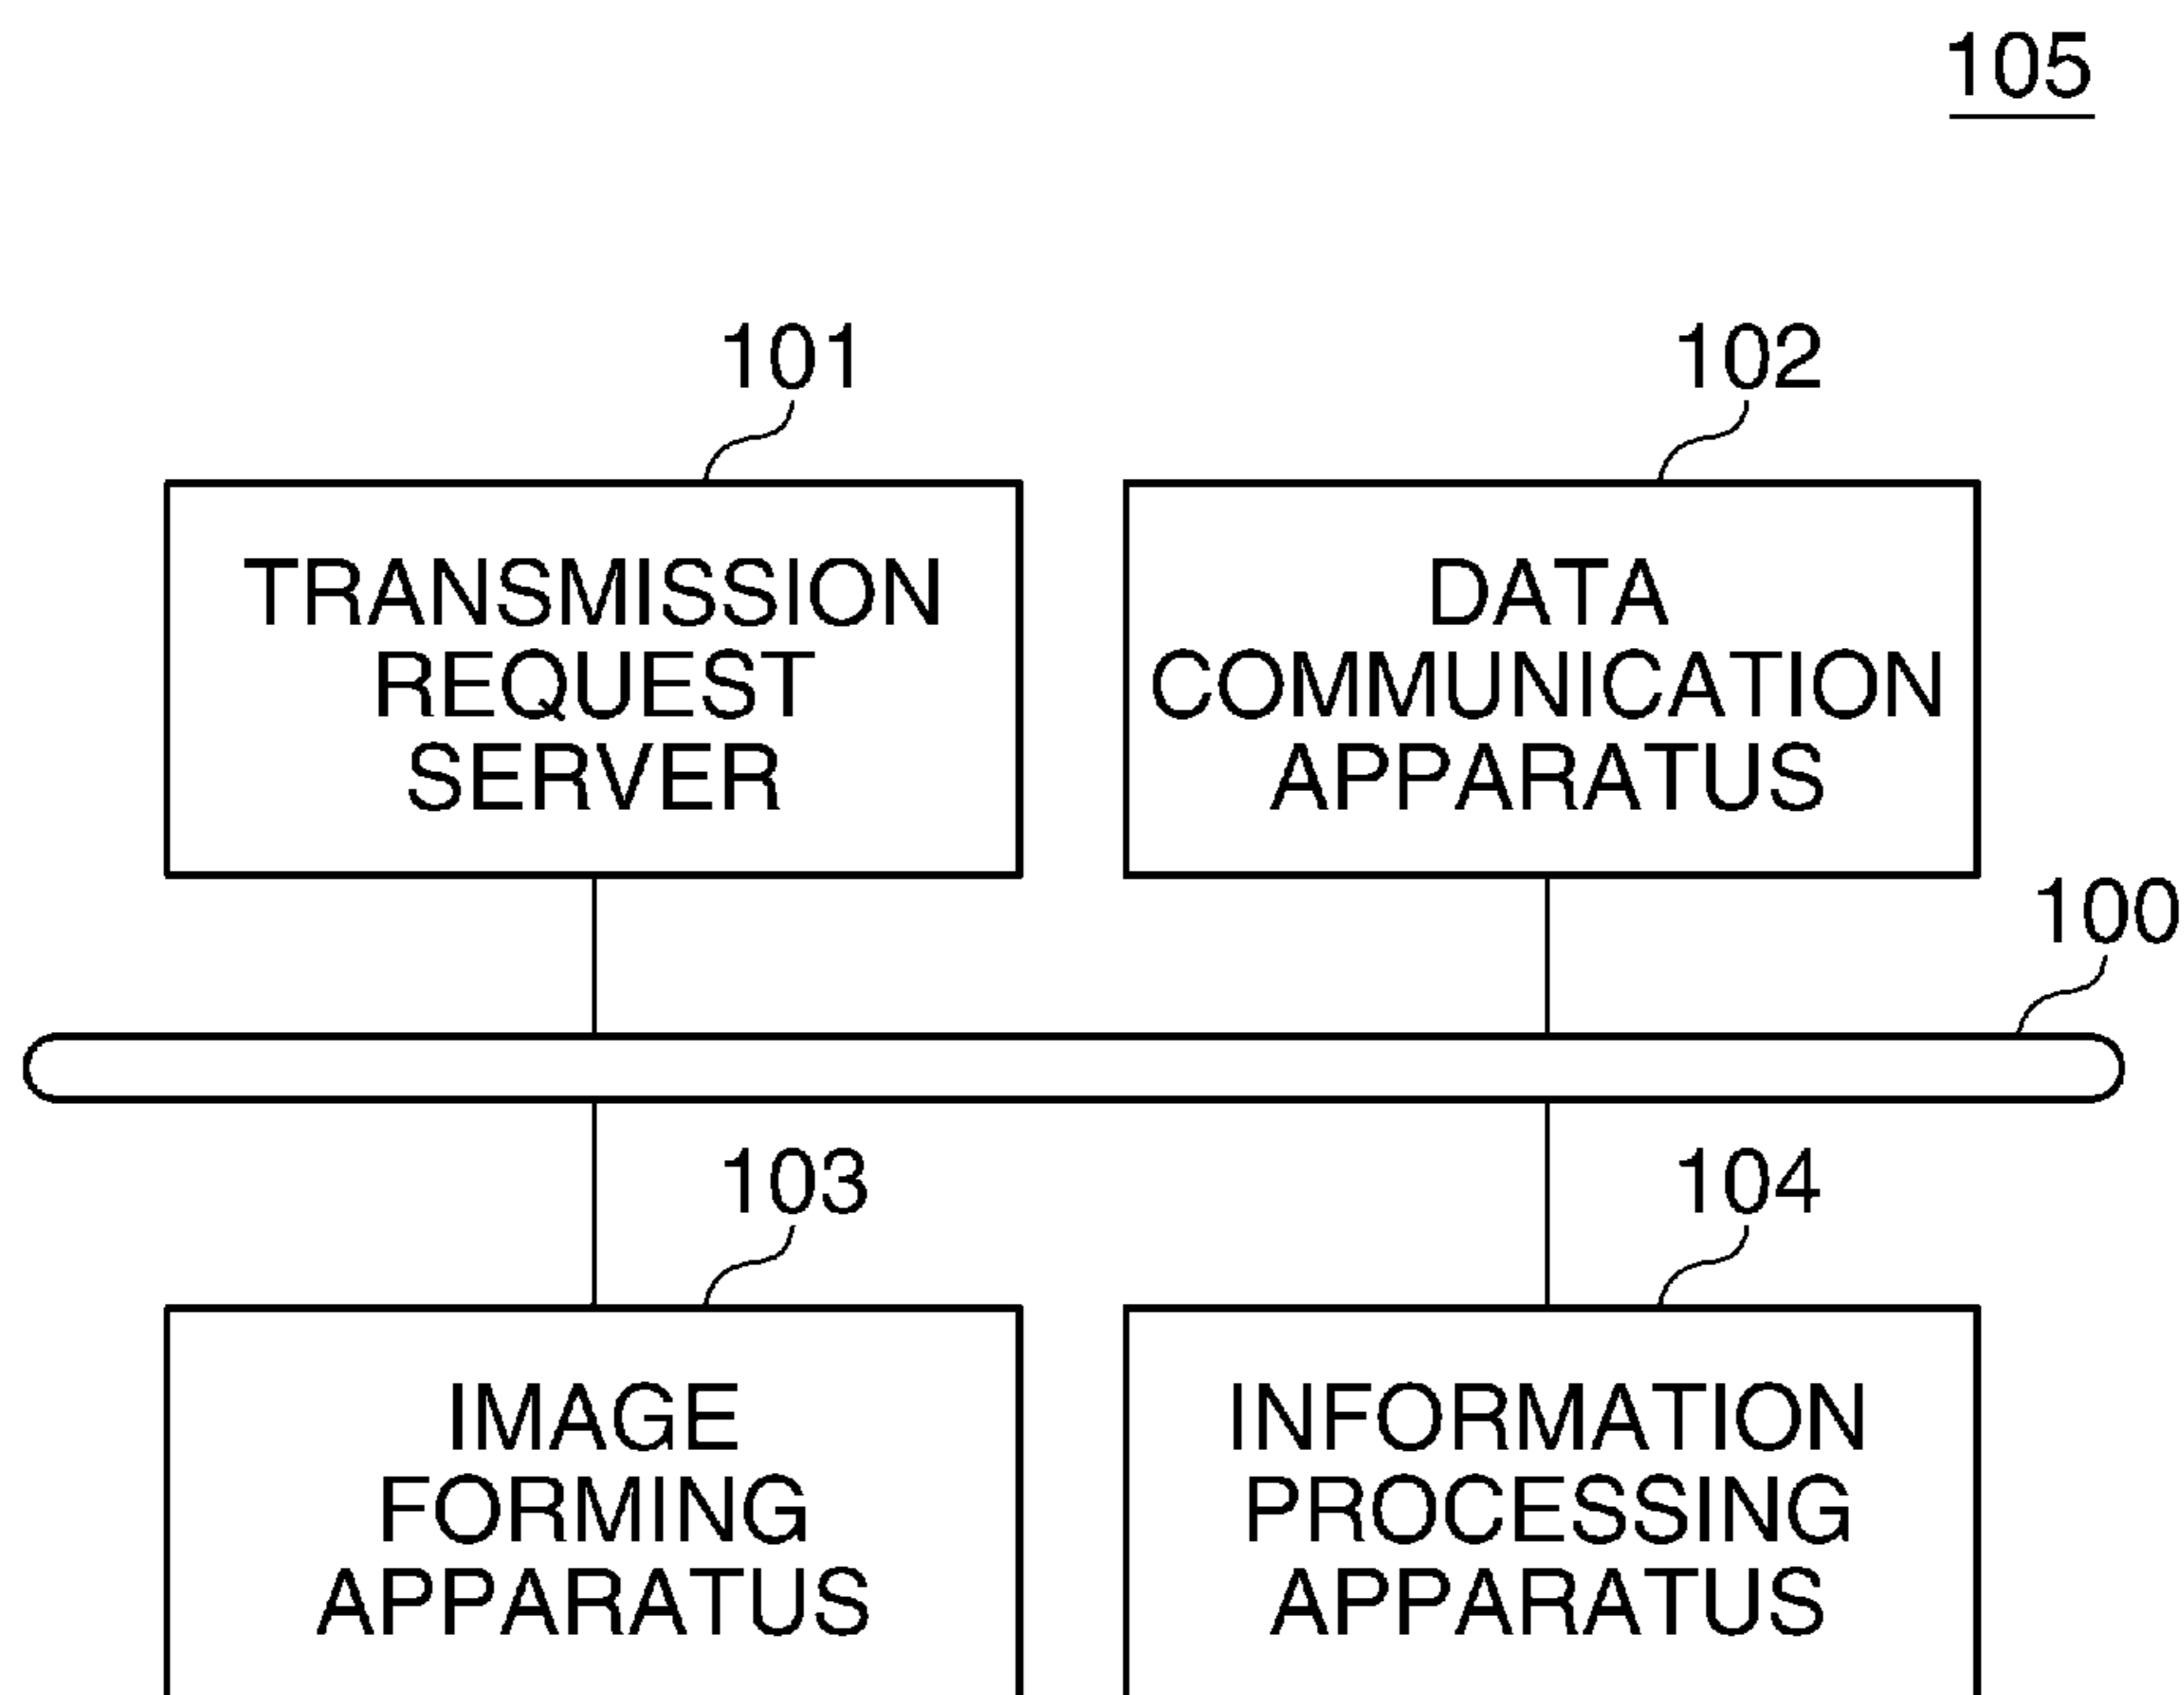 105
101
102
TRANSMISSION
REQUEST
SERVER
DATA
COMMUNICATION
APPARATUS
100
103
104
IMAGE
FORMING
APPARATUS
INFORMATION
PROCESSING
APPARATUS